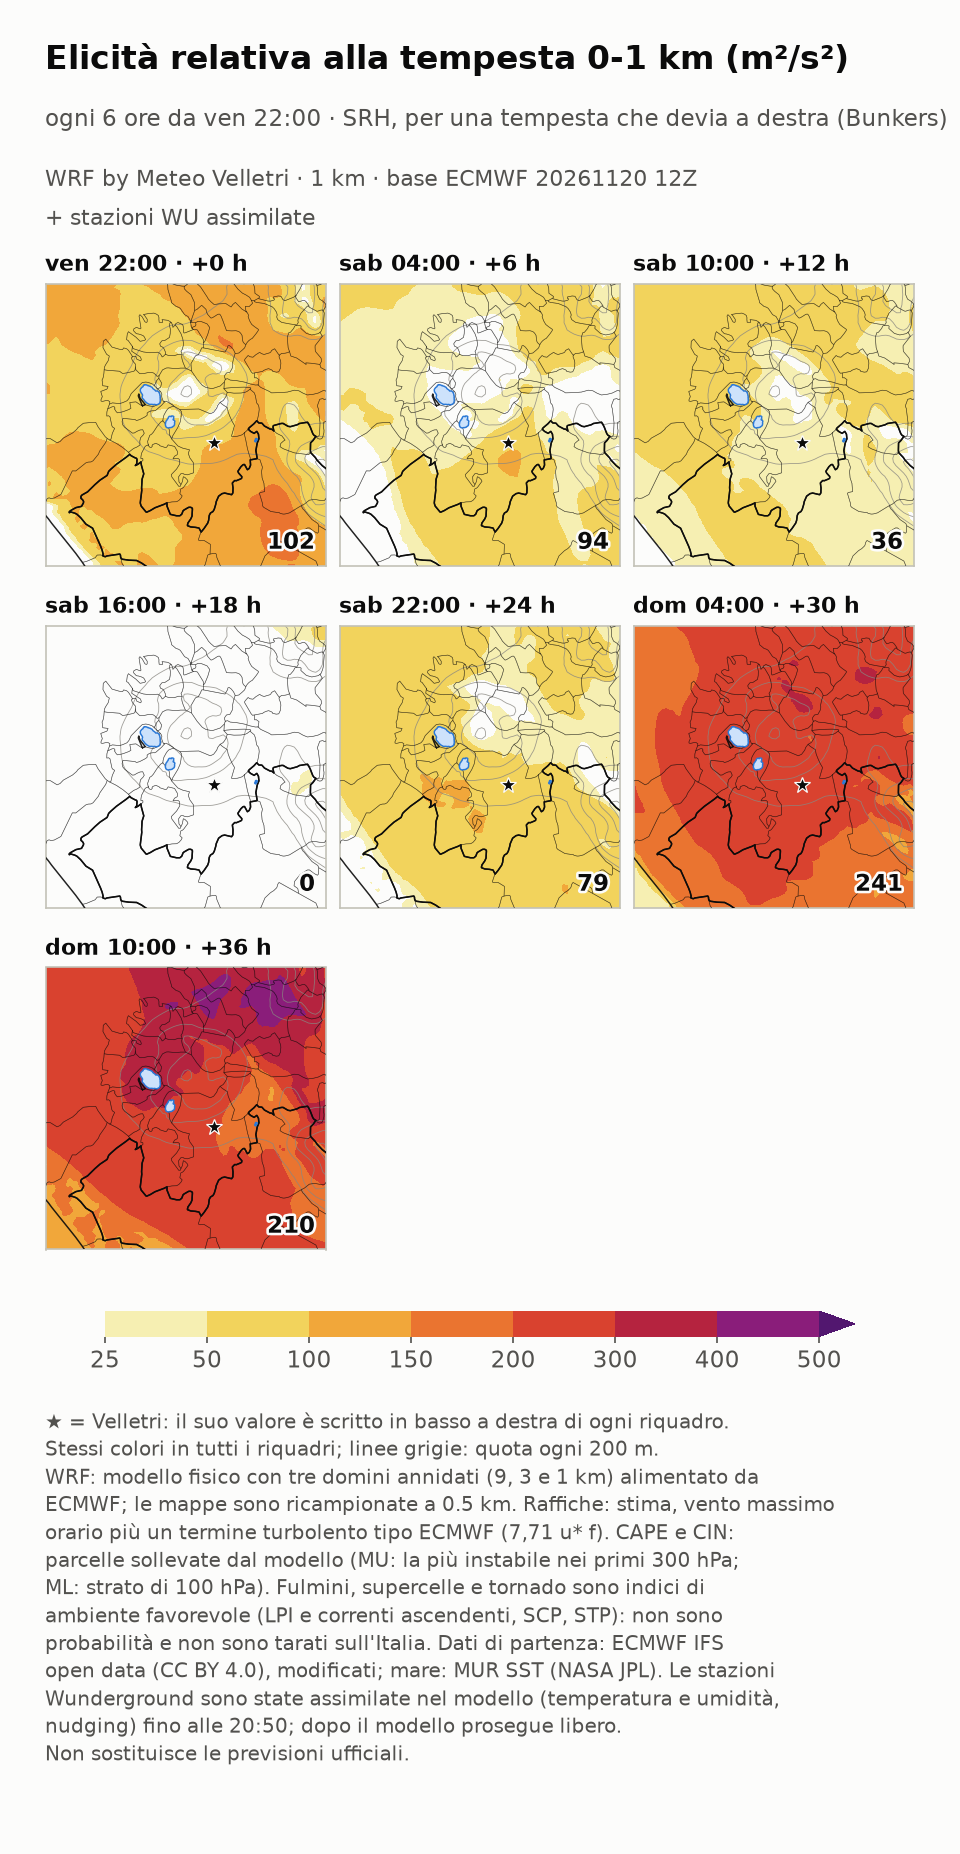 Elicità relativa alla tempesta 0-1 km (m²/s²)
ogni 6 ore da ven 22:00 · SRH, per una tempesta che devia a destra (Bunkers)
WRF by Meteo Velletri · 1 km · base ECMWF 20261120 12Z
+ stazioni WU assimilate
ven 22:00 · +0 h
sab 04:00 · +6 h
sab 10:00 · +12 h
102
94
36
sab 16:00 · +18 h
sab 22:00 · +24 h
dom 04:00 · +30 h
0
79
241
dom 10:00 · +36 h
210
25 50 100 150 200 300 400 500
★ = Velletri: il suo valore è scritto in basso a destra di ogni riquadro.
Stessi colori in tutti i riquadri; linee grigie: quota ogni 200 m.
WRF: modello fisico con tre domini annidati (9, 3 e 1 km) alimentato da
ECMWF; le mappe sono ricampionate a 0.5 km. Raffiche: stima, vento massimo
orario più un termine turbolento tipo ECMWF (7,71 u* f). CAPE e CIN:
parcelle sollevate dal modello (MU: la più instabile nei primi 300 hPa;
ML: strato di 100 hPa). Fulmini, supercelle e tornado sono indici di
ambiente favorevole (LPI e correnti ascendenti, SCP, STP): non sono
probabilità e non sono tarati sull'Italia. Dati di partenza: ECMWF IFS
open data (CC BY 4.0), modificati; mare: MUR SST (NASA JPL). Le stazioni
Wunderground sono state assimilate nel modello (temperatura e umidità,
nudging) fino alle 20:50; dopo il modello prosegue libero.
Non sostituisce le previsioni ufficiali.